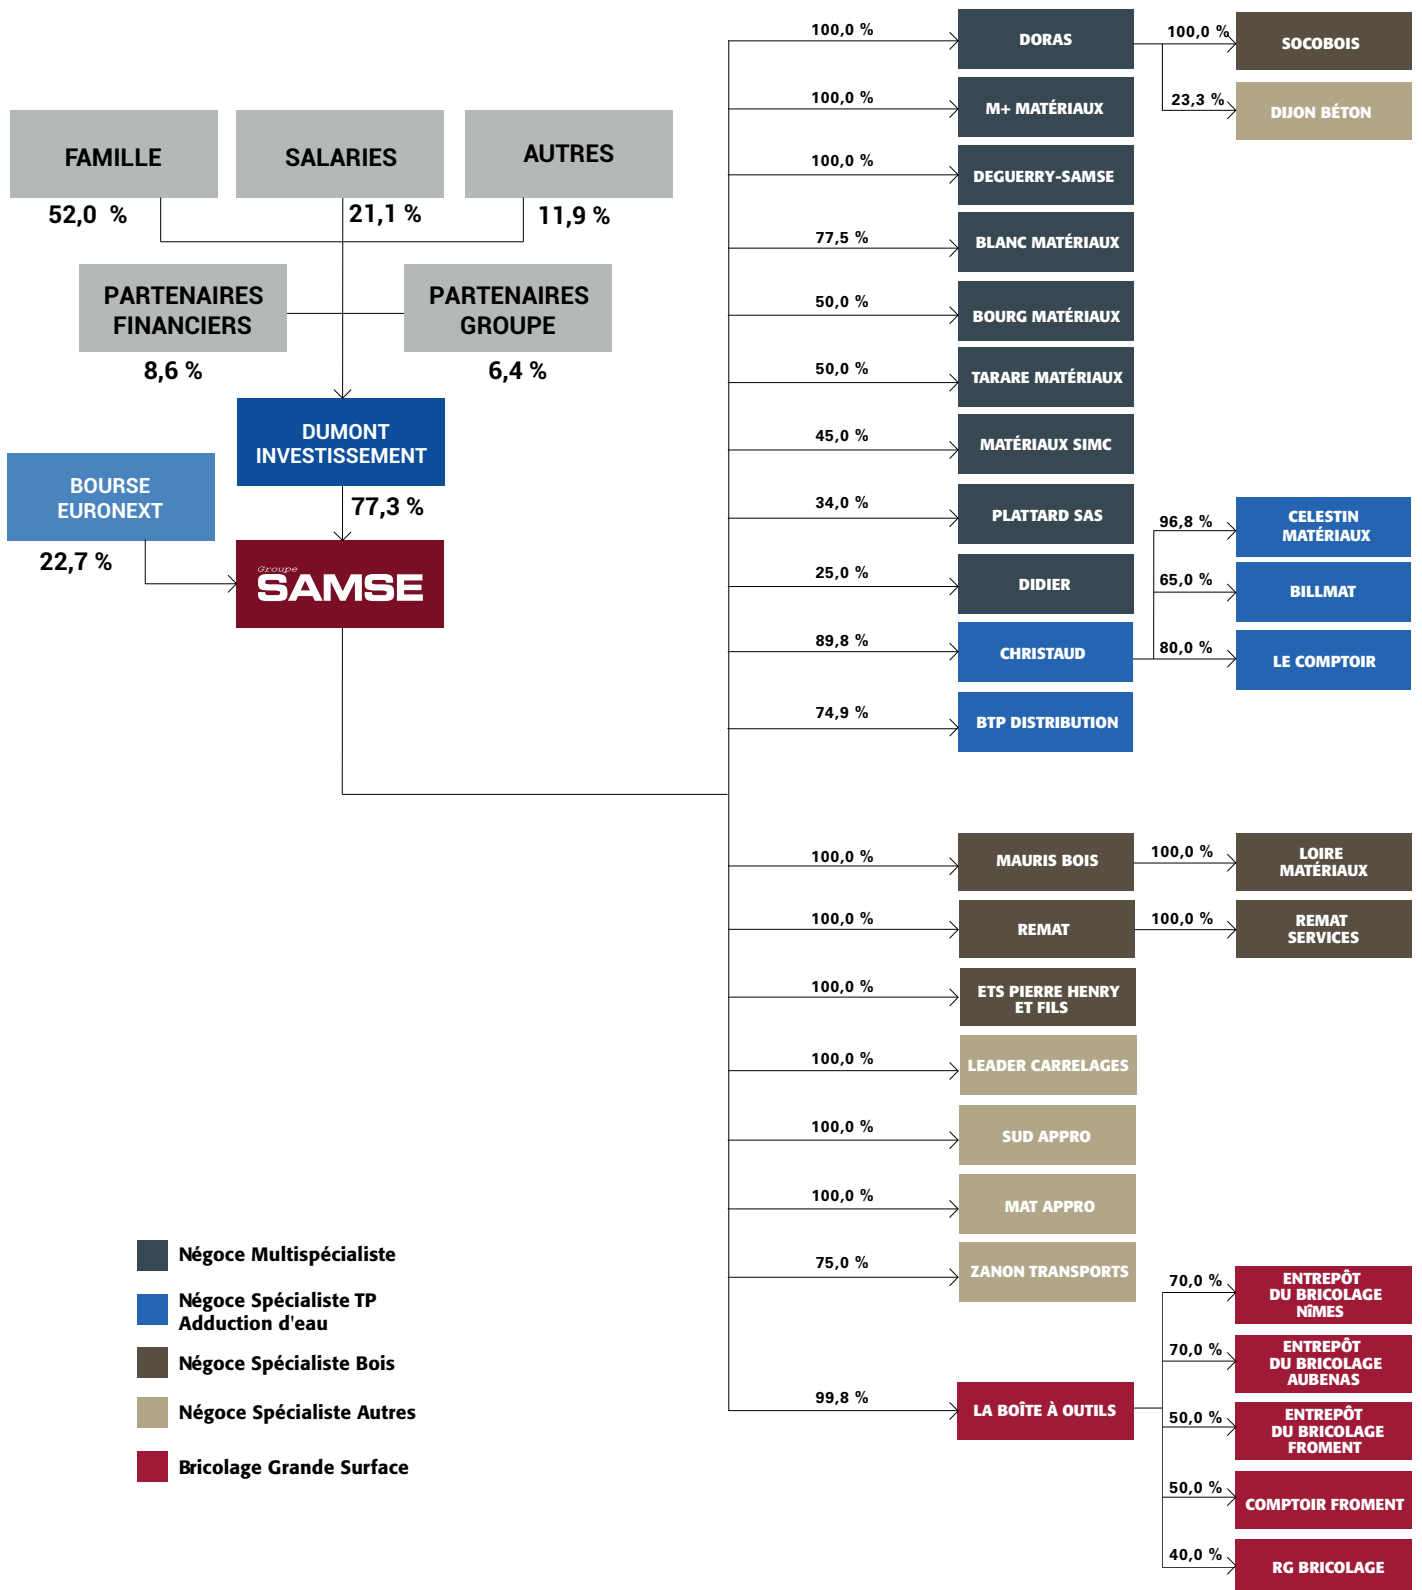 FAMILLE
52,0 %
SALARIES
21,1 %
AUTRES
11,9 %
PARTENAIRES
FINANCIERS
8,6 %
PARTENAIRES
GROUPE
6,4 %
DUMONT
INVESTISSEMENT
77,3 %
BOURSE
EURONEXT
22,7 %
Groupe
SAMSE
100,0 %
DORAS
100,0 %
SOCOBOIS
23,3 %
DIJON BÉTON
100,0 %
M+ MATÉRIAUX
100,0 %
DEGUERRY-SAMSE
77,5 %
BLANC MATÉRIAUX
50,0 %
BOURG MATÉRIAUX
50,0 %
TARARE MATÉRIAUX
45,0 %
MATÉRIAUX SIMC
34,0 %
PLATTARD SAS
25,0 %
DIDIER
89,8 %
CHRISTAUD
96,8 %
CELESTIN
MATÉRIAUX
65,0 %
BILLMAT
80,0 %
LE COMPTOIR
74,9 %
BTP DISTRIBUTION
100,0 %
MAURIS BOIS
100,0 %
LOIRE
MATÉRIAUX
100,0 %
REMAT
100,0 %
REMAT
SERVICES
100,0 %
ETS PIERRE HENRY
ET FILS
100,0 %
LEADER CARRELAGES
100,0 %
SUD APPRO
100,0 %
MAT APPRO
75,0 %
ZANON TRANSPORTS
99,8 %
LA BOÎTE À OUTILS
70,0 %
ENTREPÔT
DU BRICOLAGE
NÎMES
70,0 %
ENTREPÔT
DU BRICOLAGE
AUBENAS
50,0 %
ENTREPÔT
DU BRICOLAGE
FROMENT
50,0 %
COMPTOIR FROMENT
40,0 %
RG BRICOLAGE
Négoce Multispécialiste
Négoce Spécialiste TP
Adduction d'eau
Négoce Spécialiste Bois
Négoce Spécialiste Autres
Bricolage Grande Surface